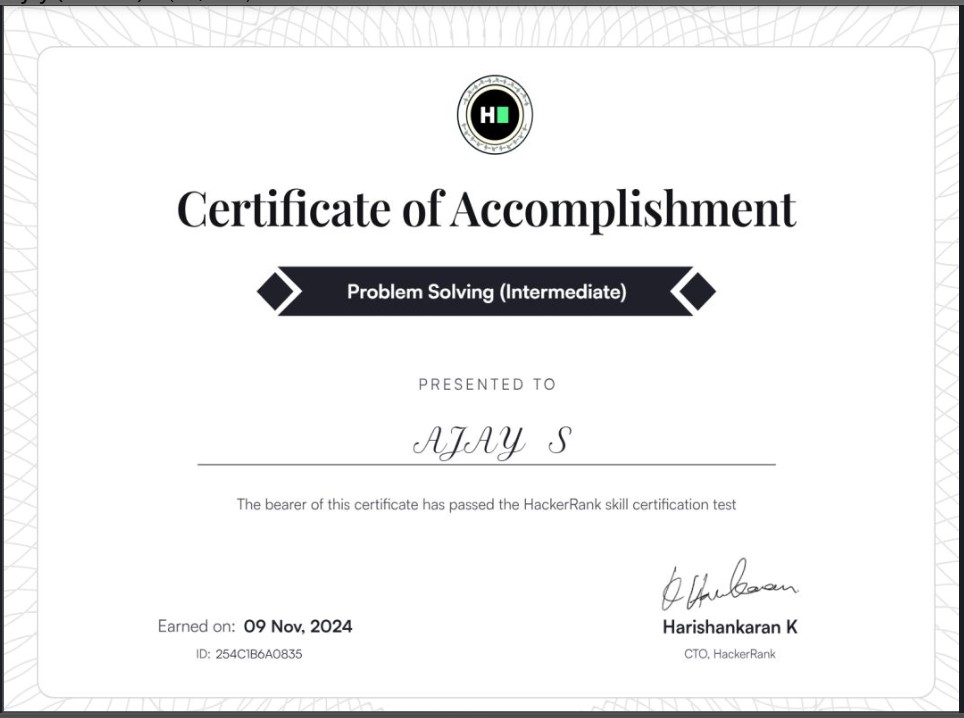 H
Certificate of Accomplishment
Problem Solving (Intermediate)
PRESENTED TO
AJAY S
The bearer of this certificate has passed the HackerRank skill certification test
Earned on: 09 Nov, 2024
ID: 254C1B6A0835
Harishankaran K
CTO, HackerRank